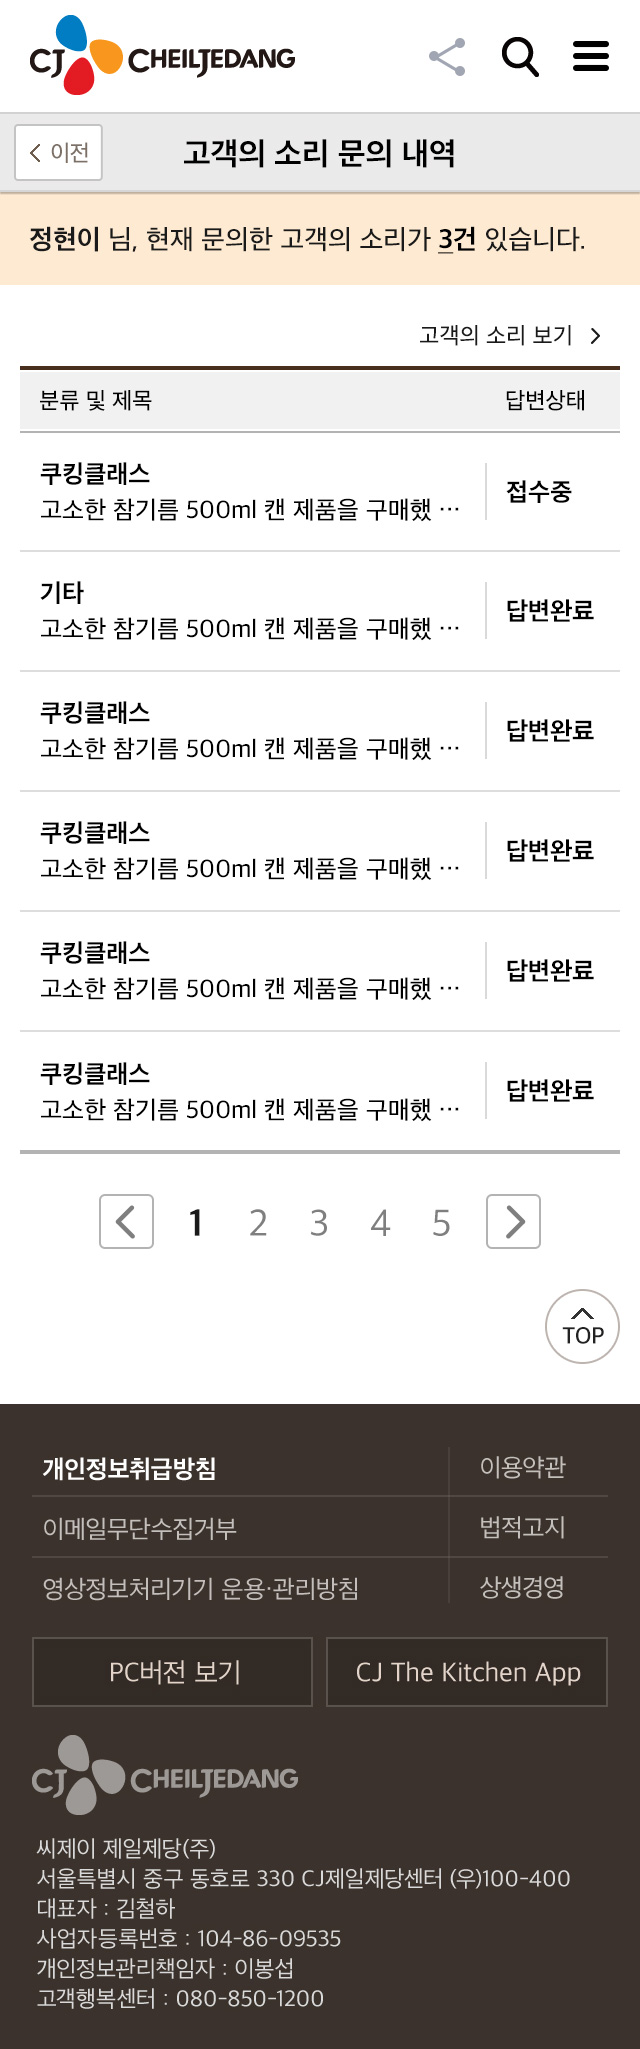 CJ CHEILJEDANG
이전
고객의 소리 문의 내역
정현이 님, 현재 문의한 고객의 소리가 3건 있습니다.
고객의 소리 보기
분류 및 제목 답변상태
쿠킹클래스
고소한 참기름 500ml 캔 제품을 구매했 ···
접수중
기타
고소한 참기름 500ml 캔 제품을 구매했 ···
답변완료
쿠킹클래스
고소한 참기름 500ml 캔 제품을 구매했 ···
답변완료
쿠킹클래스
고소한 참기름 500ml 캔 제품을 구매했 ···
답변완료
쿠킹클래스
고소한 참기름 500ml 캔 제품을 구매했 ···
답변완료
쿠킹클래스
고소한 참기름 500ml 캔 제품을 구매했 ···
답변완료
1 2 3 4 5
TOP
개인정보취급방침 이용약관
이메일무단수집거부 법적고지
영상정보처리기기 운용·관리방침 상생경영
PC버전 보기 CJ The Kitchen App
CJ CHEILJEDANG
씨제이 제일제당(주)
서울특별시 중구 동호로 330 CJ제일제당센터 (우)100-400
대표자 : 김철하
사업자등록번호 : 104-86-09535
개인정보관리책임자 : 이봉섭
고객행복센터 : 080-850-1200